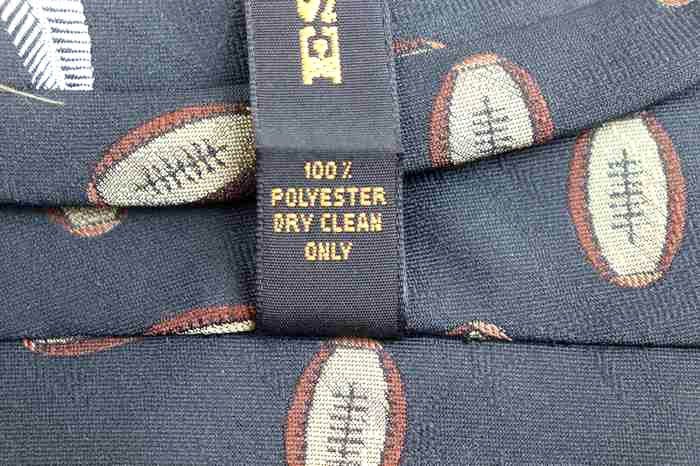 100%
POLYESTER
DRY CLEAN
ONLY